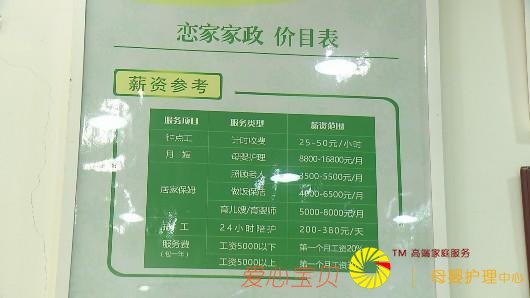 恋家家政 价目表
薪资参考
服务项目 服务类型 薪资范围
钟点工 计时收费 25-50元/小时
月嫂 母婴护理 8800-16800元/月
居家保姆 照顾老人 3500-5500元/月
做饭保洁 4000-6500元/月
育儿嫂/育婴师 5000-8000元/月
工 24小时陪护 200-380元/天
服务费 工资5000以下 第一个月工资20%
(包一年) 工资5000以上 第一个月工资
爱心宝贝 TM 高端家庭服务
母婴护理中心